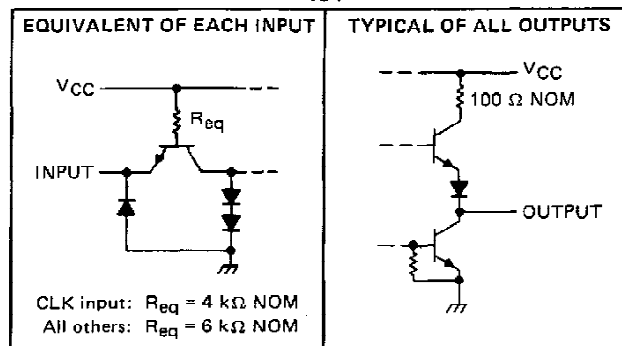 EQUIVALENT OF EACH INPUT
VCC
Req
INPUT
CLK input: Req = 4 kΩ NOM
All others: Req = 6 kΩ NOM
TYPICAL OF ALL OUTPUTS
VCC
100 Ω NOM
OUTPUT